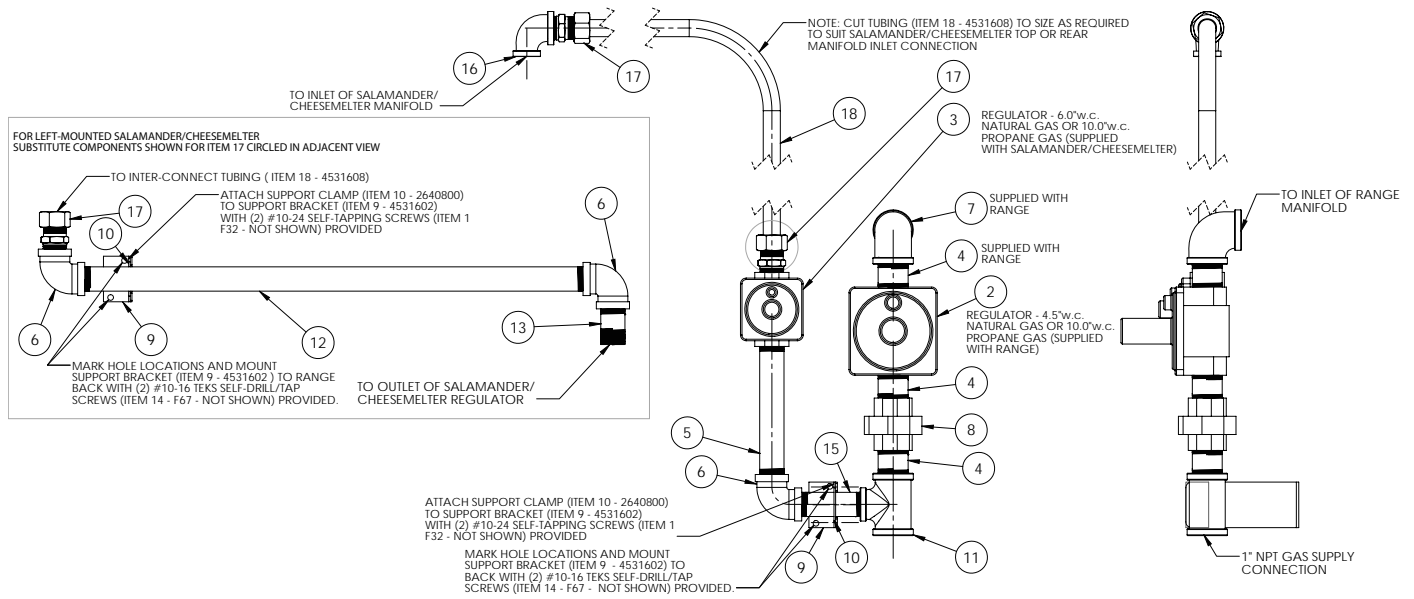 NOTE: CUT TUBING (ITEM 18 - 4531608) TO SIZE AS REQUIRED
TO SUIT SALAMANDER/CHEESEMELTER TOP OR REAR
MANIFOLD INLET CONNECTION
16
17
TO INLET OF SALAMANDER/
CHEESEMELTER MANIFOLD
17
18
3
REGULATOR - 6.0"w.c.
NATURAL GAS OR 10.0"w.c.
PROPANE GAS (SUPPLIED
WITH SALAMANDER/CHEESEMELTER)
FOR LEFT-MOUNTED SALAMANDER/CHEESEMELTER
SUBSTITUTE COMPONENTS SHOWN FOR ITEM 17 CIRCLED IN ADJACENT VIEW
TO INTER-CONNECT TUBING ( ITEM 18 - 4531608)
ATTACH SUPPORT CLAMP (ITEM 10 - 2640800)
TO SUPPORT BRACKET (ITEM 9 - 4531602)
WITH (2) #10-24 SELF-TAPPING SCREWS (ITEM 1
F32 - NOT SHOWN) PROVIDED
17
10
6
6
9
12
13
MARK HOLE LOCATIONS AND MOUNT
SUPPORT BRACKET (ITEM 9 - 4531602 ) TO RANGE
BACK WITH (2) #10-16 TEKS SELF-DRILL/TAP
SCREWS (ITEM 14 - F67 - NOT SHOWN) PROVIDED.
TO OUTLET OF SALAMANDER/
CHEESEMELTER REGULATOR
7
SUPPLIED WITH
RANGE
17
4
SUPPLIED WITH
RANGE
2
REGULATOR - 4.5"w.c.
NATURAL GAS OR 10.0"w.c.
PROPANE GAS (SUPPLIED
WITH RANGE)
TO INLET OF RANGE
MANIFOLD
4
8
5
15
4
6
ATTACH SUPPORT CLAMP (ITEM 10 - 2640800)
TO SUPPORT BRACKET (ITEM 9 - 4531602)
WITH (2) #10-24 SELF-TAPPING SCREWS (ITEM 1
F32 - NOT SHOWN) PROVIDED
MARK HOLE LOCATIONS AND MOUNT
SUPPORT BRACKET (ITEM 9 - 4531602) TO
BACK WITH (2) #10-16 TEKS SELF-DRILL/TAP
SCREWS (ITEM 14 - F67 - NOT SHOWN) PROVIDED.
9
10
11
1" NPT GAS SUPPLY
CONNECTION